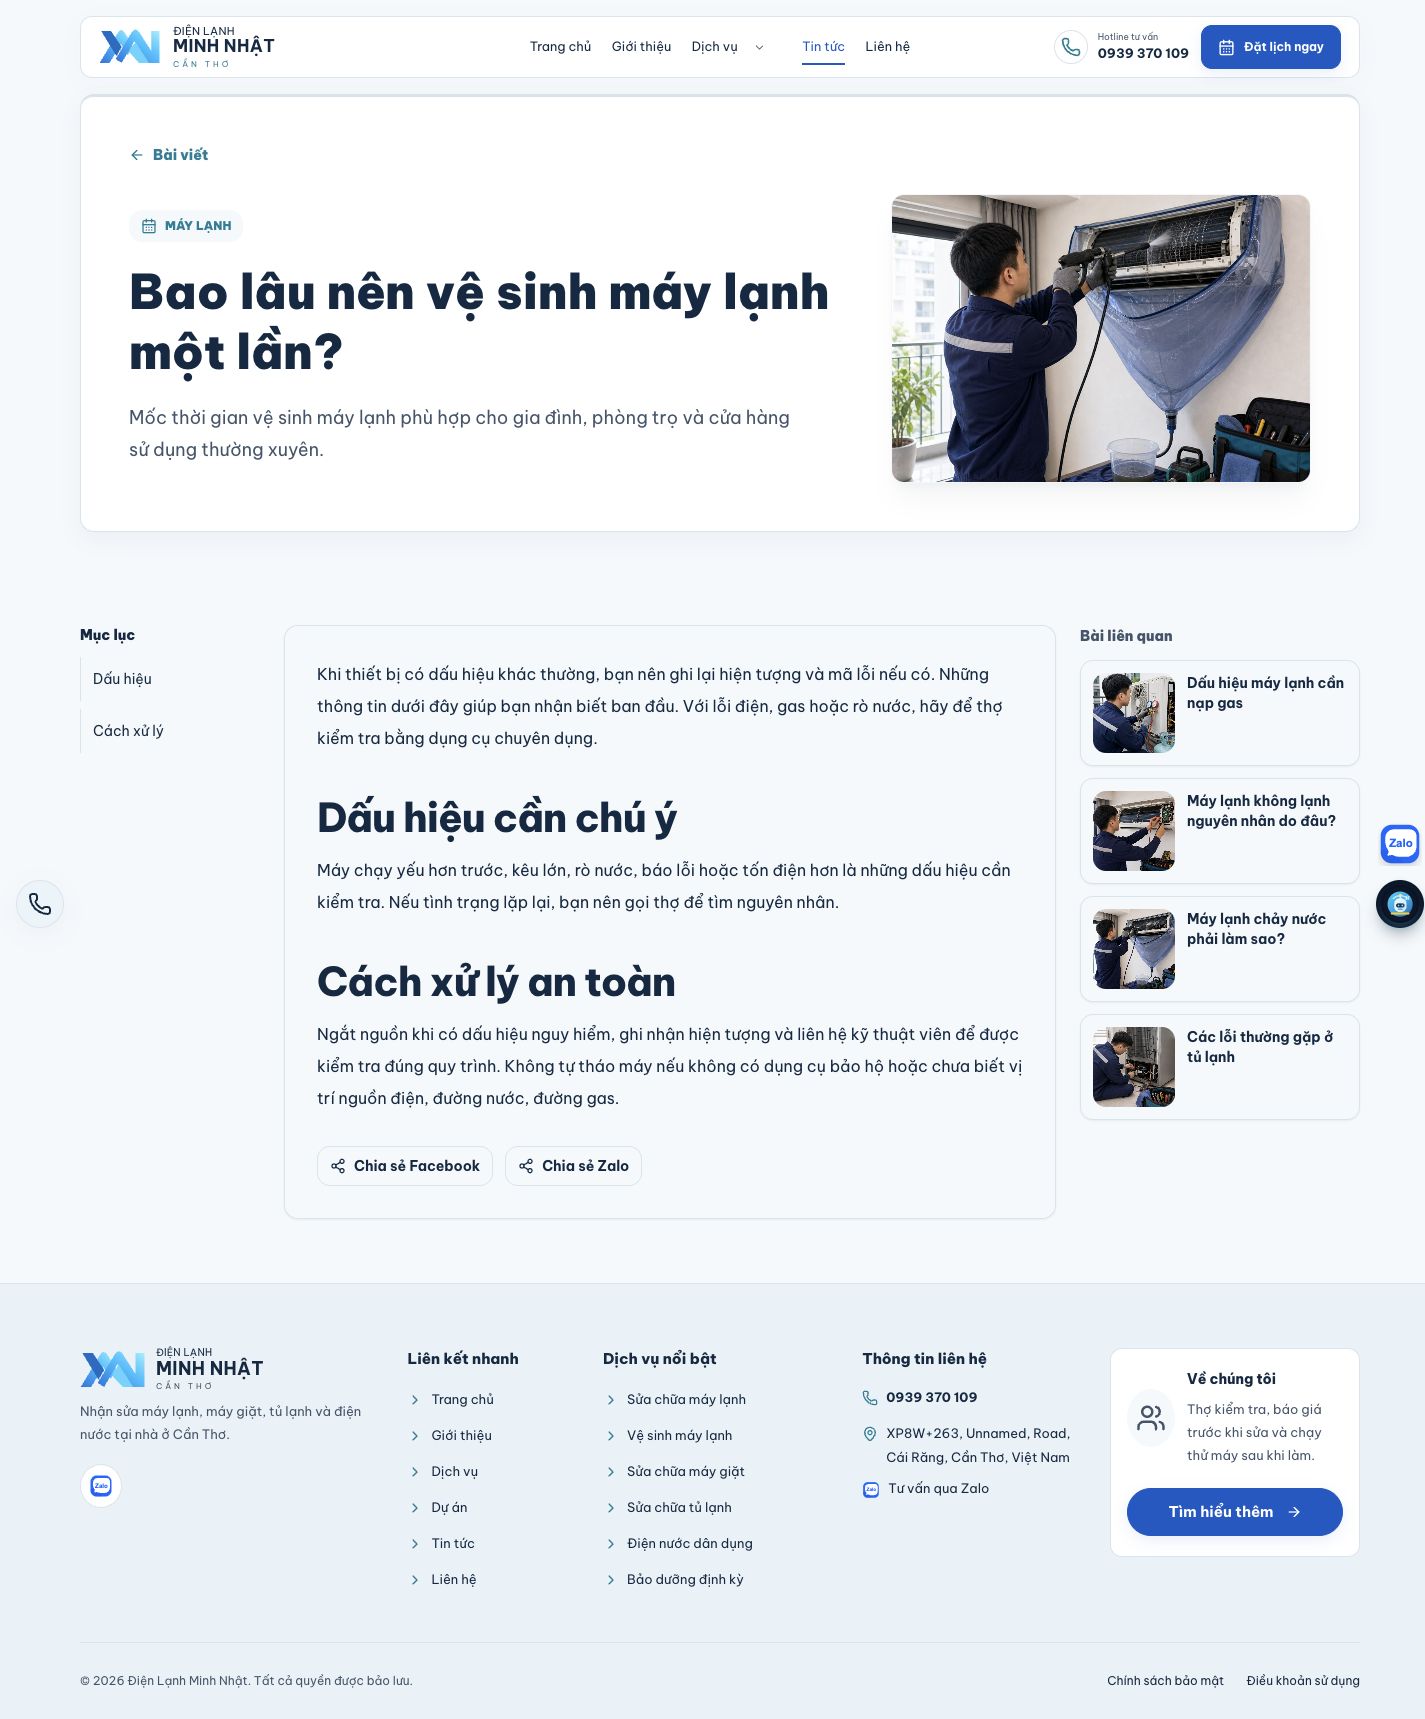 ĐIỆN LẠNH
MINH NHẬT
CẦN THƠ
Trang chủ
Giới thiệu
Dịch vụ
Tin tức
Liên hệ
Hotline tư vấn
0939 370 109
Đặt lịch ngay
Bài viết
MÁY LẠNH
Bao lâu nên vệ sinh máy lạnh
một lần?
Mốc thời gian vệ sinh máy lạnh phù hợp cho gia đình, phòng trọ và cửa hàng
sử dụng thường xuyên.
Mục lục
Dấu hiệu
Cách xử lý
Khi thiết bị có dấu hiệu khác thường, bạn nên ghi lại hiện tượng và mã lỗi nếu có. Những
thông tin dưới đây giúp bạn nhận biết ban đầu. Với lỗi điện, gas hoặc rò nước, hãy để thợ
kiểm tra bằng dụng cụ chuyên dụng.
Dấu hiệu cần chú ý
Máy chạy yếu hơn trước, kêu lớn, rò nước, báo lỗi hoặc tốn điện hơn là những dấu hiệu cần
kiểm tra. Nếu tình trạng lặp lại, bạn nên gọi thợ để tìm nguyên nhân.
Cách xử lý an toàn
Ngắt nguồn khi có dấu hiệu nguy hiểm, ghi nhận hiện tượng và liên hệ kỹ thuật viên để được
kiểm tra đúng quy trình. Không tự tháo máy nếu không có dụng cụ bảo hộ hoặc chưa biết vị
trí nguồn điện, đường nước, đường gas.
Chia sẻ Facebook
Chia sẻ Zalo
Bài liên quan
Dấu hiệu máy lạnh cần
nạp gas
Máy lạnh không lạnh
nguyên nhân do đâu?
Máy lạnh chảy nước
phải làm sao?
Các lỗi thường gặp ở
tủ lạnh
Zalo
ĐIỆN LẠNH
MINH NHẬT
CẦN THƠ
Nhận sửa máy lạnh, máy giặt, tủ lạnh và điện
nước tại nhà ở Cần Thơ.
Zalo
Liên kết nhanh
Trang chủ
Giới thiệu
Dịch vụ
Dự án
Tin tức
Liên hệ
Dịch vụ nổi bật
Sửa chữa máy lạnh
Vệ sinh máy lạnh
Sửa chữa máy giặt
Sửa chữa tủ lạnh
Điện nước dân dụng
Bảo dưỡng định kỳ
Thông tin liên hệ
0939 370 109
XP8W+263, Unnamed, Road,
Cái Răng, Cần Thơ, Việt Nam
Zalo
Tư vấn qua Zalo
Về chúng tôi
Thợ kiểm tra, báo giá
trước khi sửa và chạy
thử máy sau khi làm.
Tìm hiểu thêm
© 2026 Điện Lạnh Minh Nhật. Tất cả quyền được bảo lưu.
Chính sách bảo mật
Điều khoản sử dụng